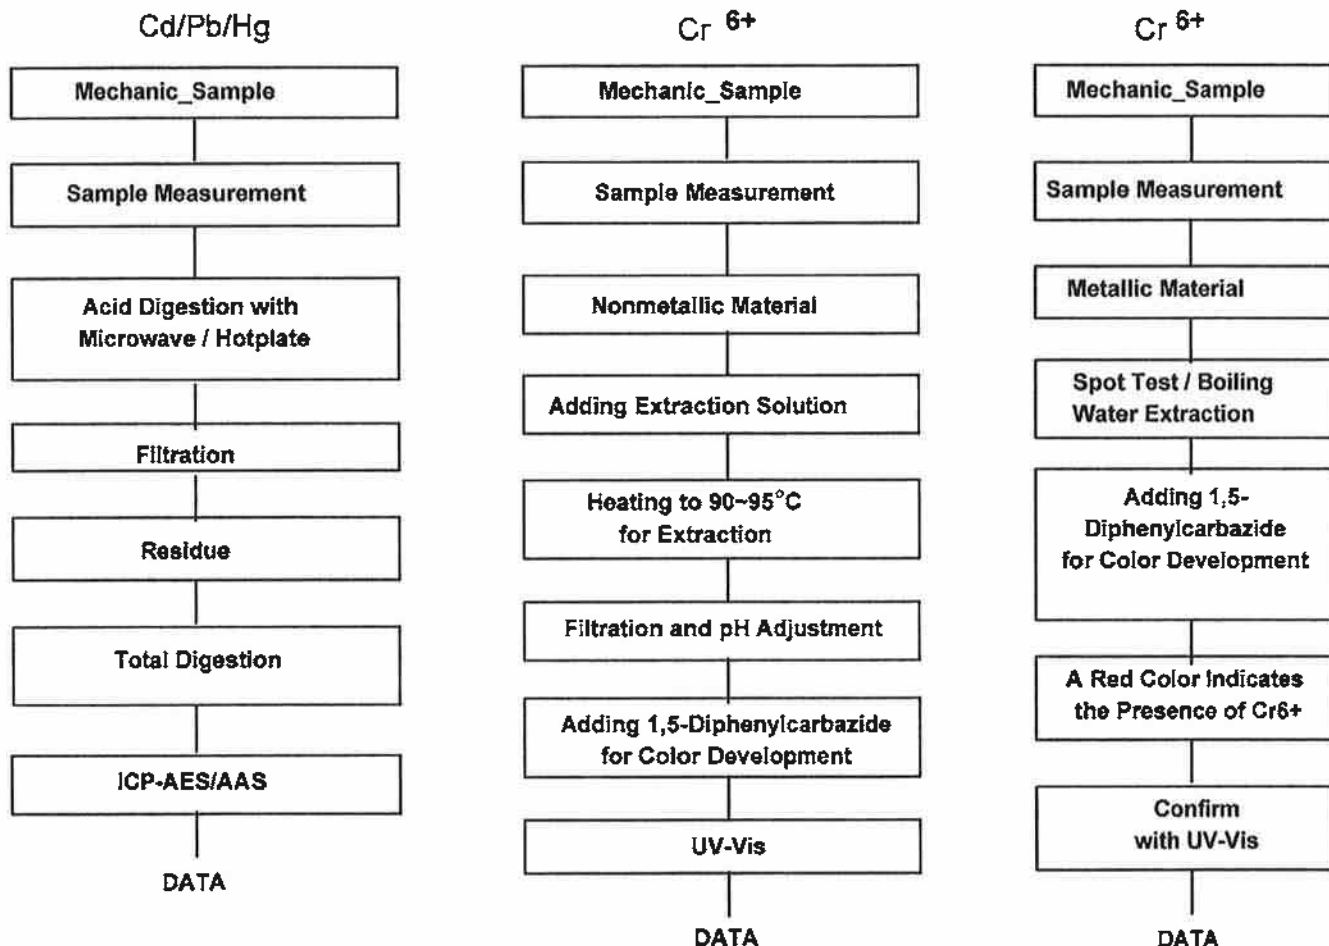 Cd/Pb/Hg
Mechanic_Sample
Sample Measurement
Acid Digestion with
Microwave / Hotplate
Filtration
Residue
Total Digestion
ICP-AES/AAS
DATA
Cr 6+
Mechanic_Sample
Sample Measurement
Nonmetallic Material
Adding Extraction Solution
Heating to 90~95°C
for Extraction
Filtration and pH Adjustment
Adding 1,5-Diphenylcarbazide
for Color Development
UV-Vis
DATA
Cr 6+
Mechanic_Sample
Sample Measurement
Metallic Material
Spot Test / Boiling
Water Extraction
Adding 1,5-
Diphenylcarbazide
for Color Development
A Red Color Indicates
the Presence of Cr6+
Confirm
with UV-Vis
DATA